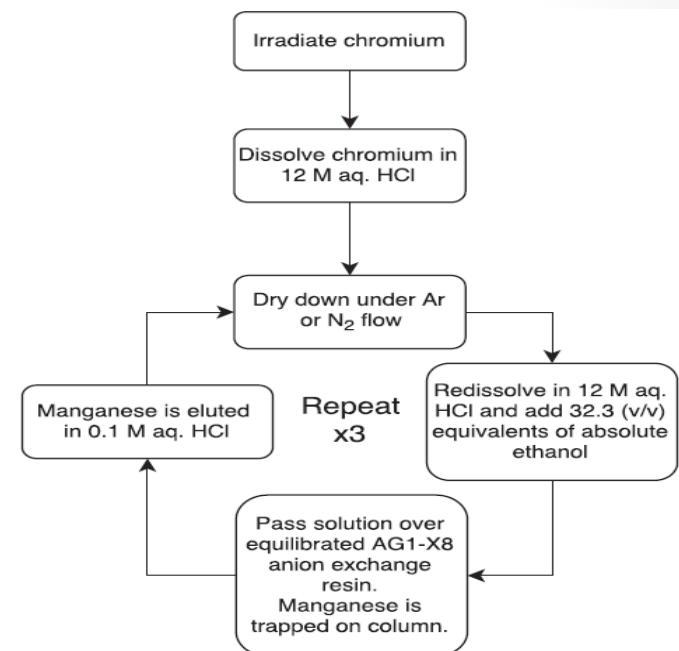 Irradiate chromium
Dissolve chromium in
12 M aq. HCl
Dry down under Ar
or N₂ flow
Redissolve in 12 M aq.
HCl and add 32.3 (v/v)
equivalents of absolute
ethanol
Pass solution over
equilibrated AG1-X8
anion exchange
resin.
Manganese is
trapped on column.
Manganese is eluted
in 0.1 M aq. HCl
Repeat
x3